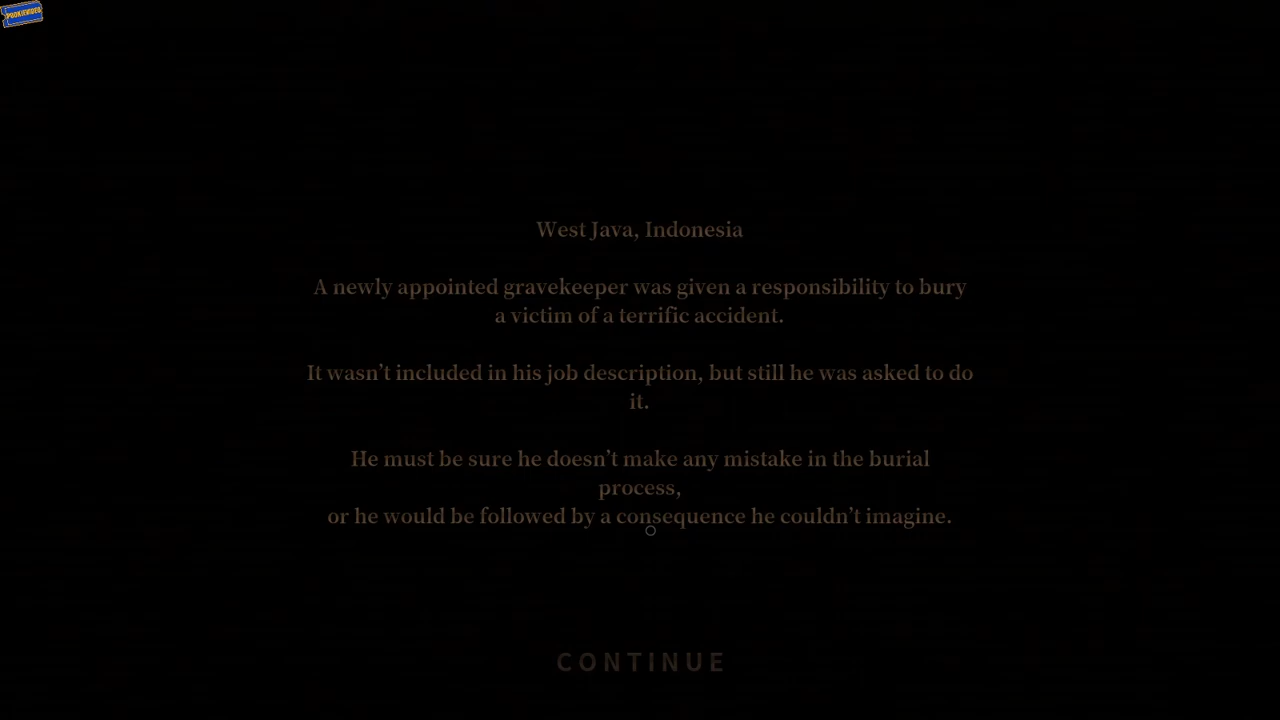 POOKIEVIDEO
West Java, Indonesia
A newly appointed gravekeeper was given a responsibility to bury
a victim of a terrific accident.
It wasn't included in his job description, but still he was asked to do
it.
He must be sure he doesn't make any mistake in the burial
process,
or he would be followed by a consequence he couldn't imagine.
CONTINUE